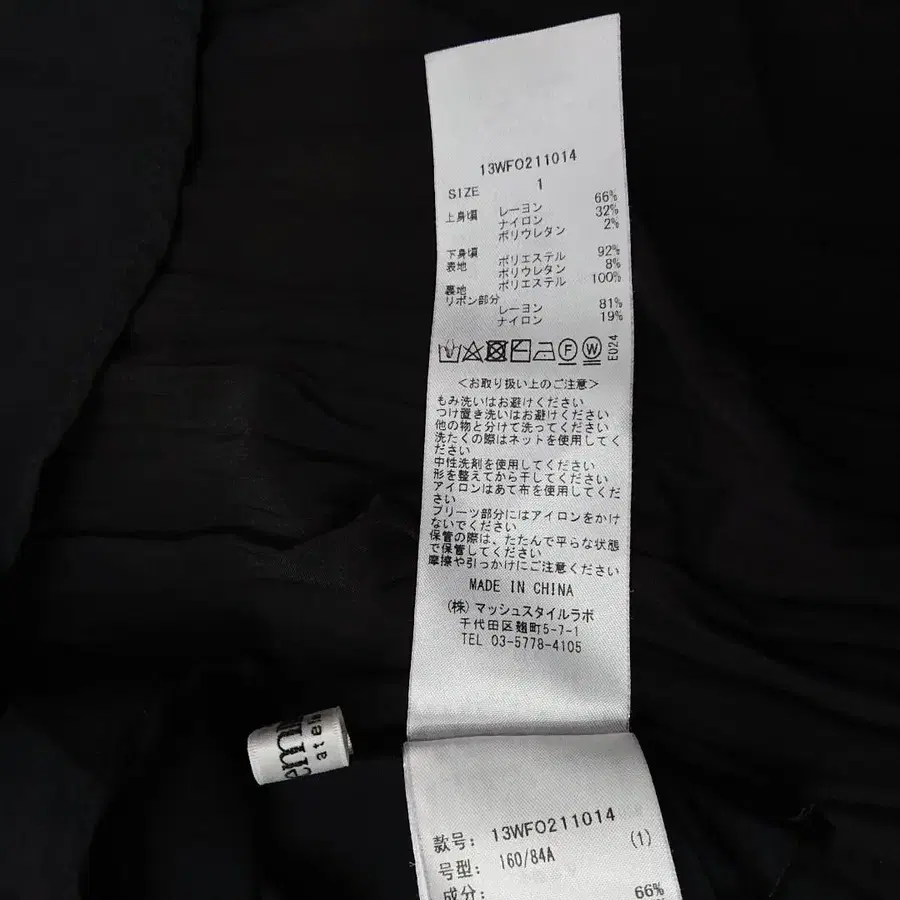 13WFO211014
SIZE 1
上身頃 レーヨン 66%
ナイロン 32%
ポリウレタン 2%
下身頃
表地 ポリエステル 92%
ポリウレタン 8%
裏地 ポリエステル 100%
リボン部分
レーヨン 81%
ナイロン 19%
F W E024
<お取り扱い上のご注意>
もみ洗いはお避けください
つけ置き洗いはお避けください
他の物と分けて洗ってください
洗たくの際はネットを使用してく
ださい
中性洗剤を使用してください
形を整えてから干してください
アイロンはあて布を使用してくだ
さい
プリーツ部分にはアイロンをかけ
ないでください
保管の際は、たたんで平らな状態
で保管してください
摩擦や引っかけにご注意ください
MADE IN CHINA
(株)マッシュスタイルラボ
千代田区麹町5-7-1
TEL 03-5778-4105
款号: 13WFO211014
号型: 160/84A (1)
成分: 66%